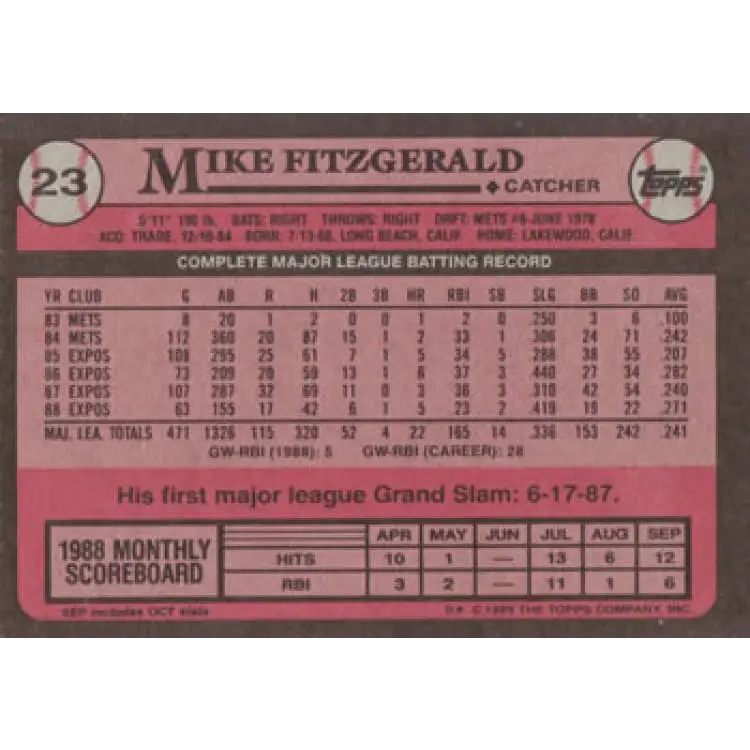 23
MIKE FITZGERALD
CATCHER
TOPPS
5'11" 190 lb. BATS: RIGHT THROWS: RIGHT DRFT: METS #6-JUNE 1978
ACQ: TRADE, 12-10-84 BORN: 7-13-60, LONG BEACH, CALIF. HOME: LAKEWOOD, CALIF.
COMPLETE MAJOR LEAGUE BATTING RECORD
YR CLUB G AB R H 2B 3B HR RBI SB SLG BB SO AVG
83 METS 8 20 1 2 0 0 1 2 0 .250 3 6 .100
84 METS 112 360 20 87 15 1 2 33 1 .306 24 71 .242
85 EXPOS 108 295 25 61 7 1 5 34 5 .288 38 55 .207
86 EXPOS 73 209 20 59 13 1 6 37 3 .440 27 34 .282
87 EXPOS 107 287 32 69 11 0 3 36 3 .310 42 54 .240
88 EXPOS 63 155 17 42 6 1 5 23 2 .419 19 22 .271
MAJ. LEA. TOTALS 471 1326 115 320 52 4 22 165 14 .336 153 242 .241
GW-RBI (1988): 5 GW-RBI (CAREER): 28
His first major league Grand Slam: 6-17-87.
1988 MONTHLY
SCOREBOARD
APR MAY JUN JUL AUG SEP
HITS 10 1 — 13 6 12
RBI 3 2 — 11 1 6
SEP includes OCT stats
D* © 1989 THE TOPPS COMPANY, INC.